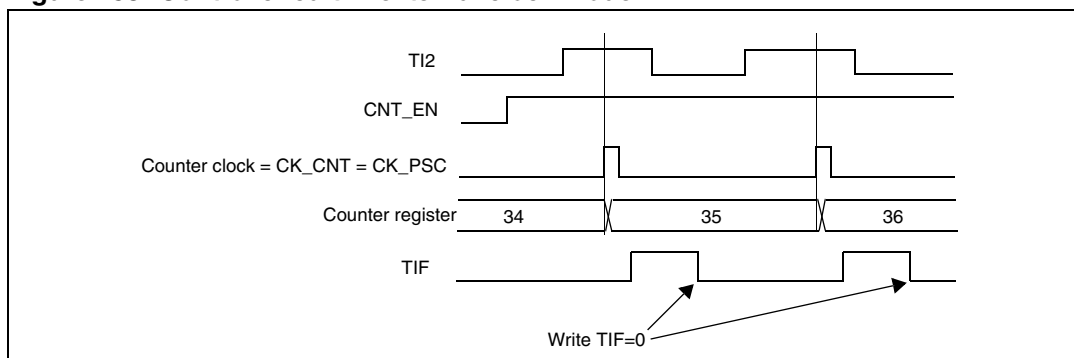 TI2
CNT_EN
Counter clock = CK_CNT = CK_PSC
Counter register 34 35 36
TIF
Write TIF=0